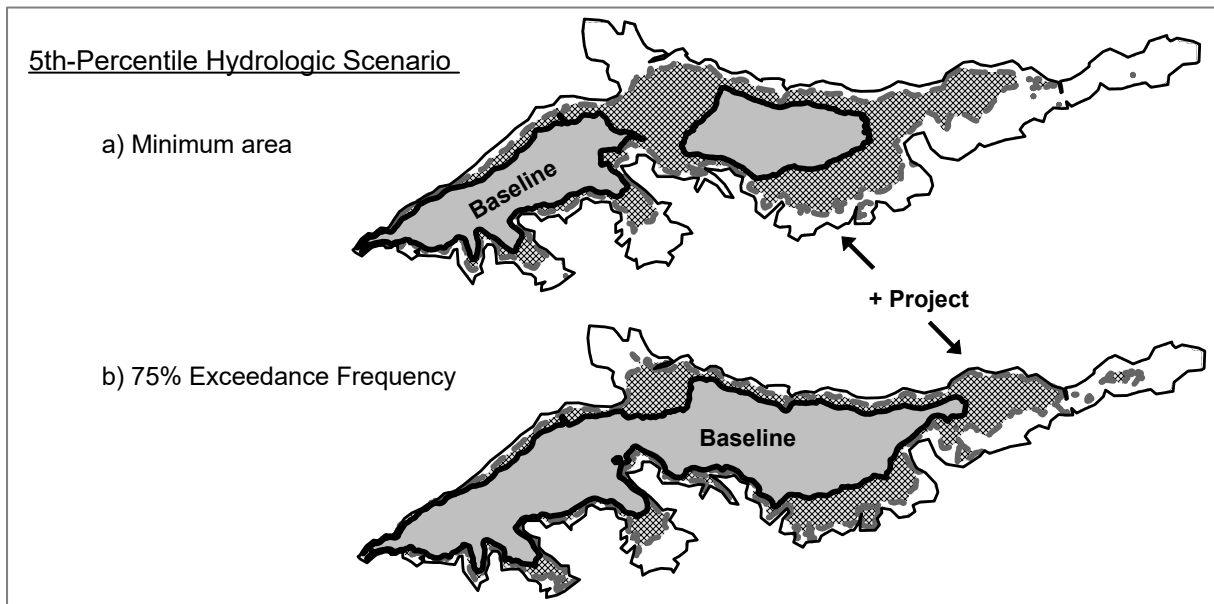 5th-Percentile Hydrologic Scenario
a) Minimum area
Baseline
+ Project
b) 75% Exceedance Frequency
Baseline